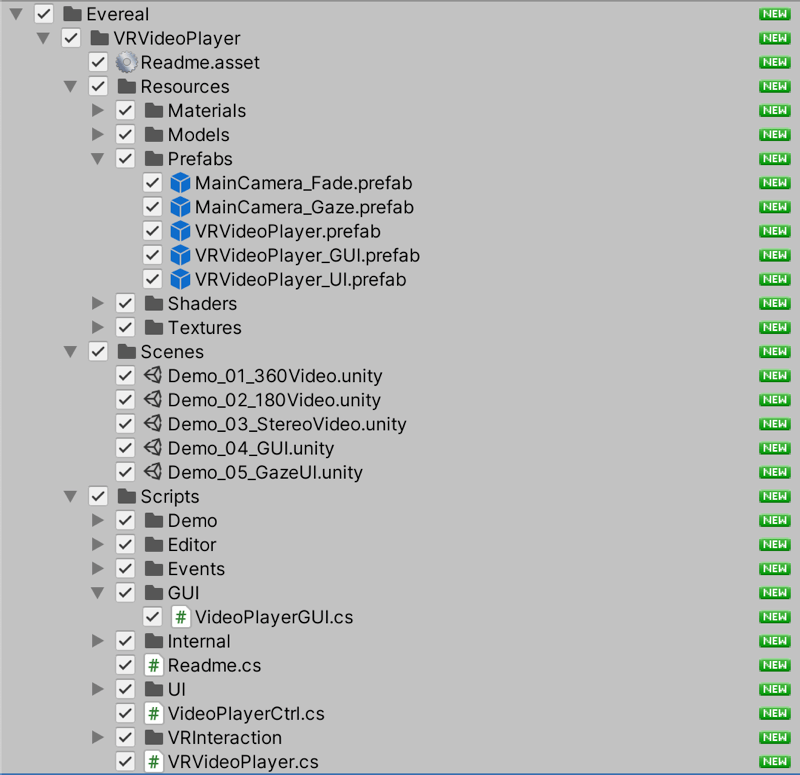 Evereal NEW
VRVideoPlayer NEW
Readme.asset NEW
Resources NEW
Materials NEW
Models NEW
Prefabs NEW
MainCamera_Fade.prefab NEW
MainCamera_Gaze.prefab NEW
VRVideoPlayer.prefab NEW
VRVideoPlayer_GUI.prefab NEW
VRVideoPlayer_UI.prefab NEW
Shaders NEW
Textures NEW
Scenes NEW
Demo_01_360Video.unity NEW
Demo_02_180Video.unity NEW
Demo_03_StereoVideo.unity NEW
Demo_04_GUI.unity NEW
Demo_05_GazeUI.unity NEW
Scripts NEW
Demo NEW
Editor NEW
Events NEW
GUI NEW
# VideoPlayerGUI.cs NEW
Internal NEW
# Readme.cs NEW
UI NEW
# VideoPlayerCtrl.cs NEW
VRInteraction NEW
# VRVideoPlayer.cs NEW